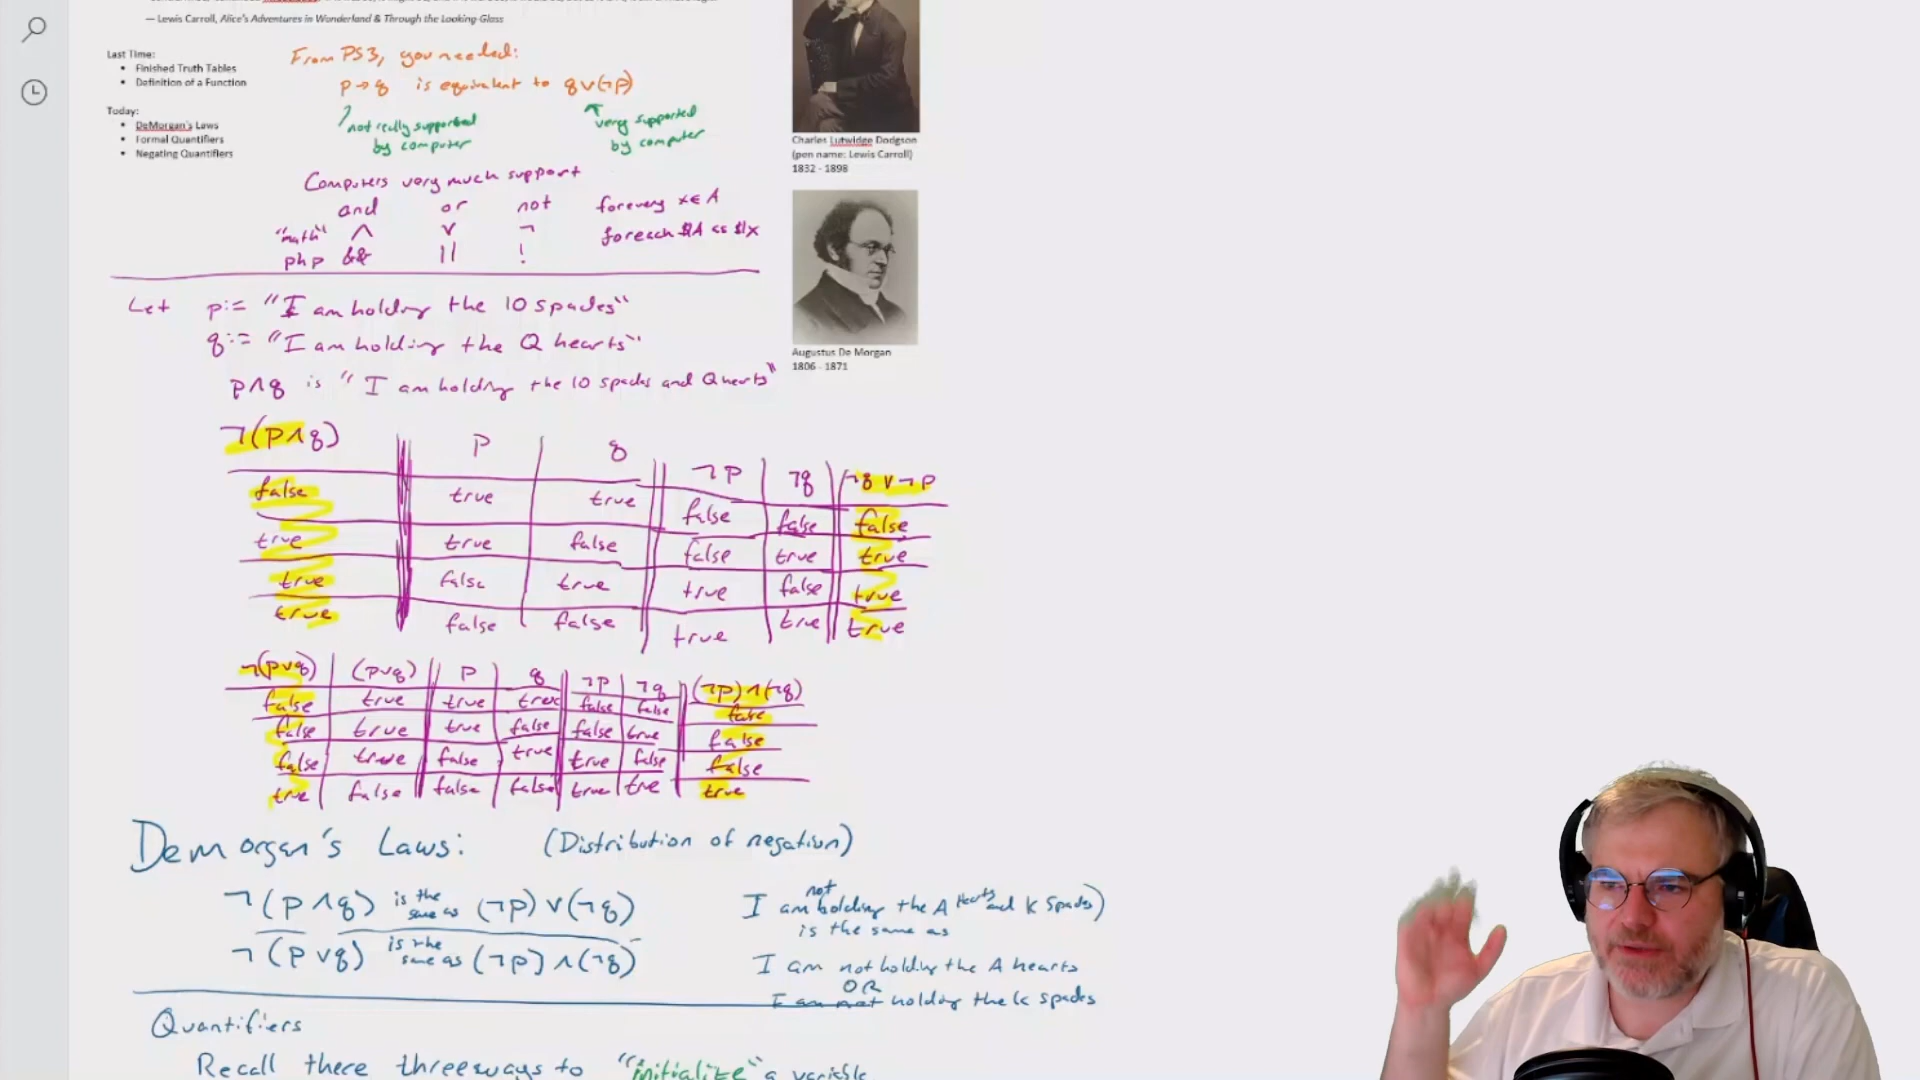 — Lewis Carroll, Alice's Adventures in Wonderland & Through the Looking-Glass
Last Time:
• Finished Truth Tables
• Definition of a Function
Today:
• DeMorgan's Laws
• Formal Quantifiers
• Negating Quantifiers
From PS3, you needed:
p → q is equivalent to q ∨ (¬p)
not really supported by computer
very supported by computer
Charles Lutwidge Dodgson
(pen name: Lewis Carroll)
1832 - 1898
Computers very much support
and or not forevery x ∈ A
"math" ∧ ∨ ¬ foreach $A as $x
php && || !
Augustus De Morgan
1806 - 1871
Let p := "I am holding the 10 spades"
q := "I am holding the Q hearts"
p ∧ q is "I am holding the 10 spades and Q hearts"
¬(p ∧ q) p q ¬p ¬q ¬q ∨ ¬p
false true true false false false
true true false false true true
true false true true false true
true false false true true true
¬(p∨q) (p∨q) p q ¬p ¬q (¬p)∧(¬q)
false true true true false false false
false true true false false true false
false true false true true false false
true false false false true true true
DeMorgan's Laws: (Distribution of negation)
¬(p ∧ q) is the same as (¬p) ∨ (¬q)
¬(p ∨ q) is the same as (¬p) ∧ (¬q)
I am not holding the A Hearts and K Spades)
is the same as
I am not holding the A hearts
OR
I am not holding the K spades
Quantifiers
Recall there three ways to "initialize" a variable